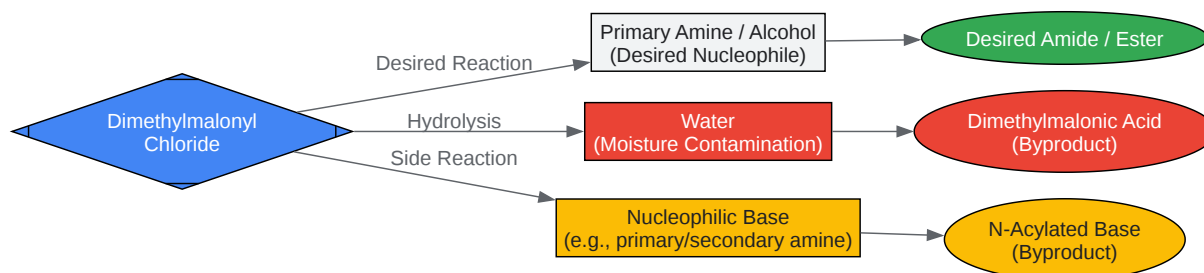 Dimethylmalonyl
Chloride
Desired Reaction
Primary Amine / Alcohol
(Desired Nucleophile)
Desired Amide / Ester
Hydrolysis
Water
(Moisture Contamination)
Dimethylmalonic Acid
(Byproduct)
Side Reaction
Nucleophilic Base
(e.g., primary/secondary amine)
N-Acylated Base
(Byproduct)